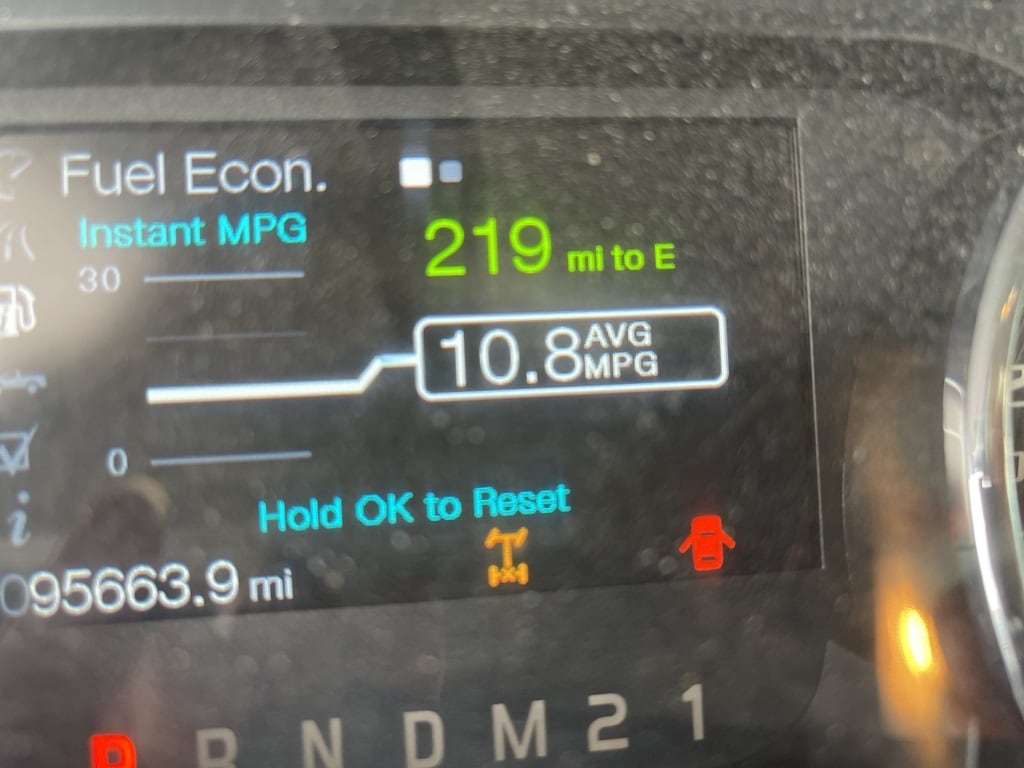 Fuel Econ.
Instant MPG
219 mi to E
30
10.8 AVG MPG
0
Hold OK to Reset
095663.9 mi
P R N D M 2 1